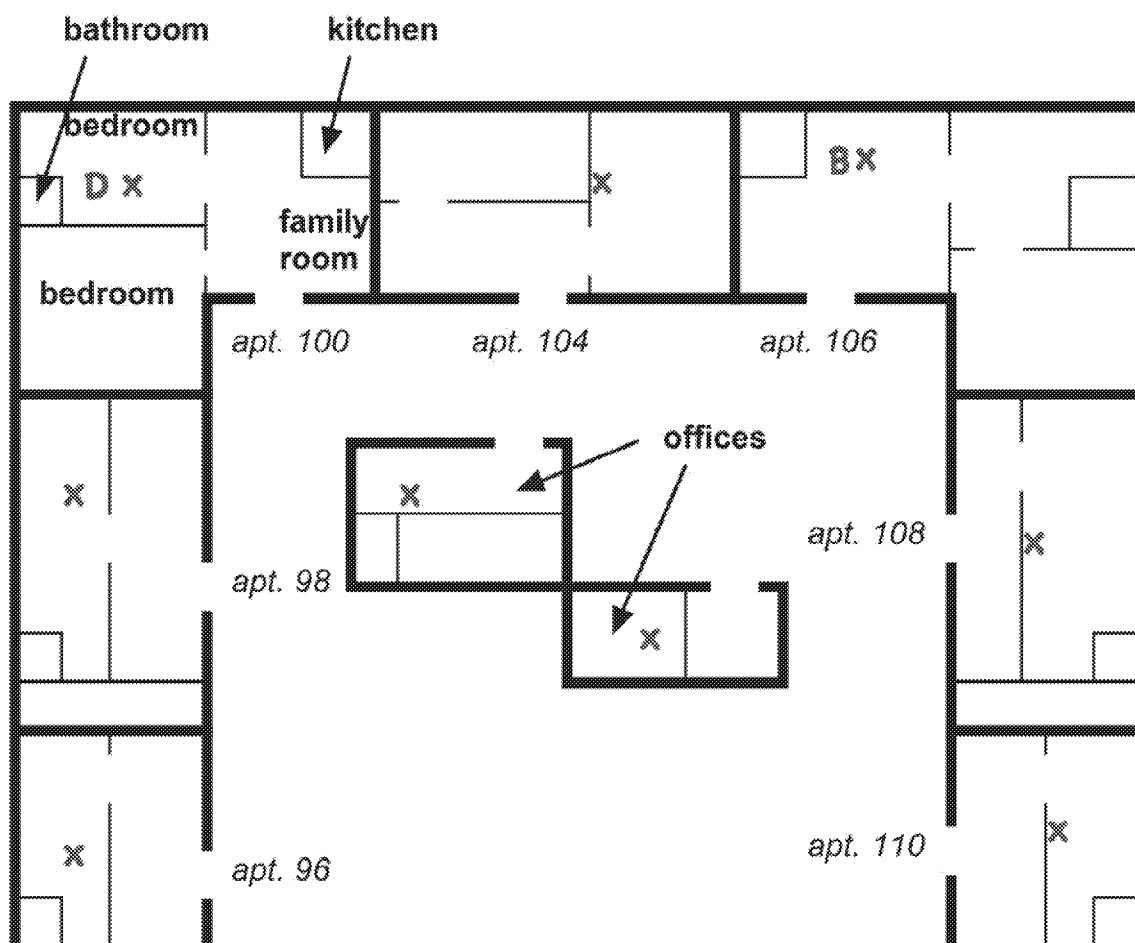 bathroom
kitchen
bedroom
D x
B x
x
family
room
bedroom
apt. 100
apt. 104
apt. 106
offices
x
x
apt. 108
x
apt. 98
x
x
apt. 110
x
apt. 96